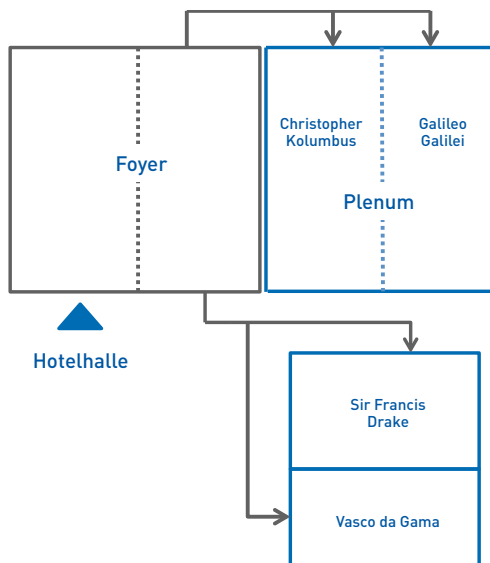 Christopher
Kolumbus
Galileo
Galilei
Foyer
Plenum
Hotelhalle
Sir Francis
Drake
Vasco da Gama